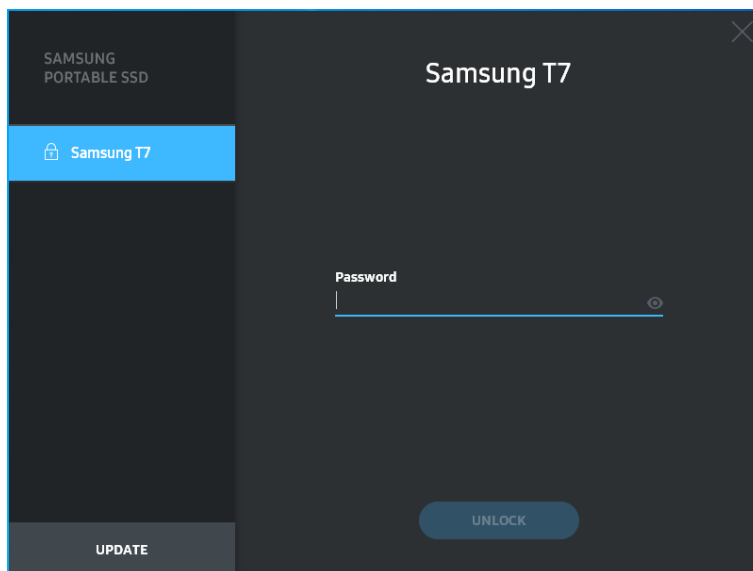 SAMSUNG
PORTABLE SSD
Samsung T7
Samsung T7
Password
UNLOCK
UPDATE